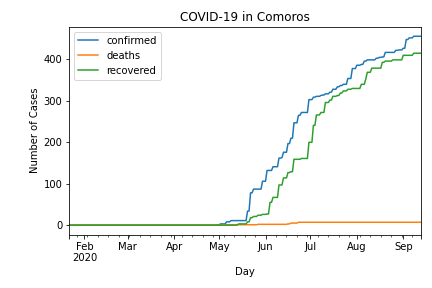 COVID-19 in Comoros
confirmed
deaths
recovered
Number of Cases
400
300
200
100
0
Feb Mar Apr May Jun Jul Aug Sep
2020
Day